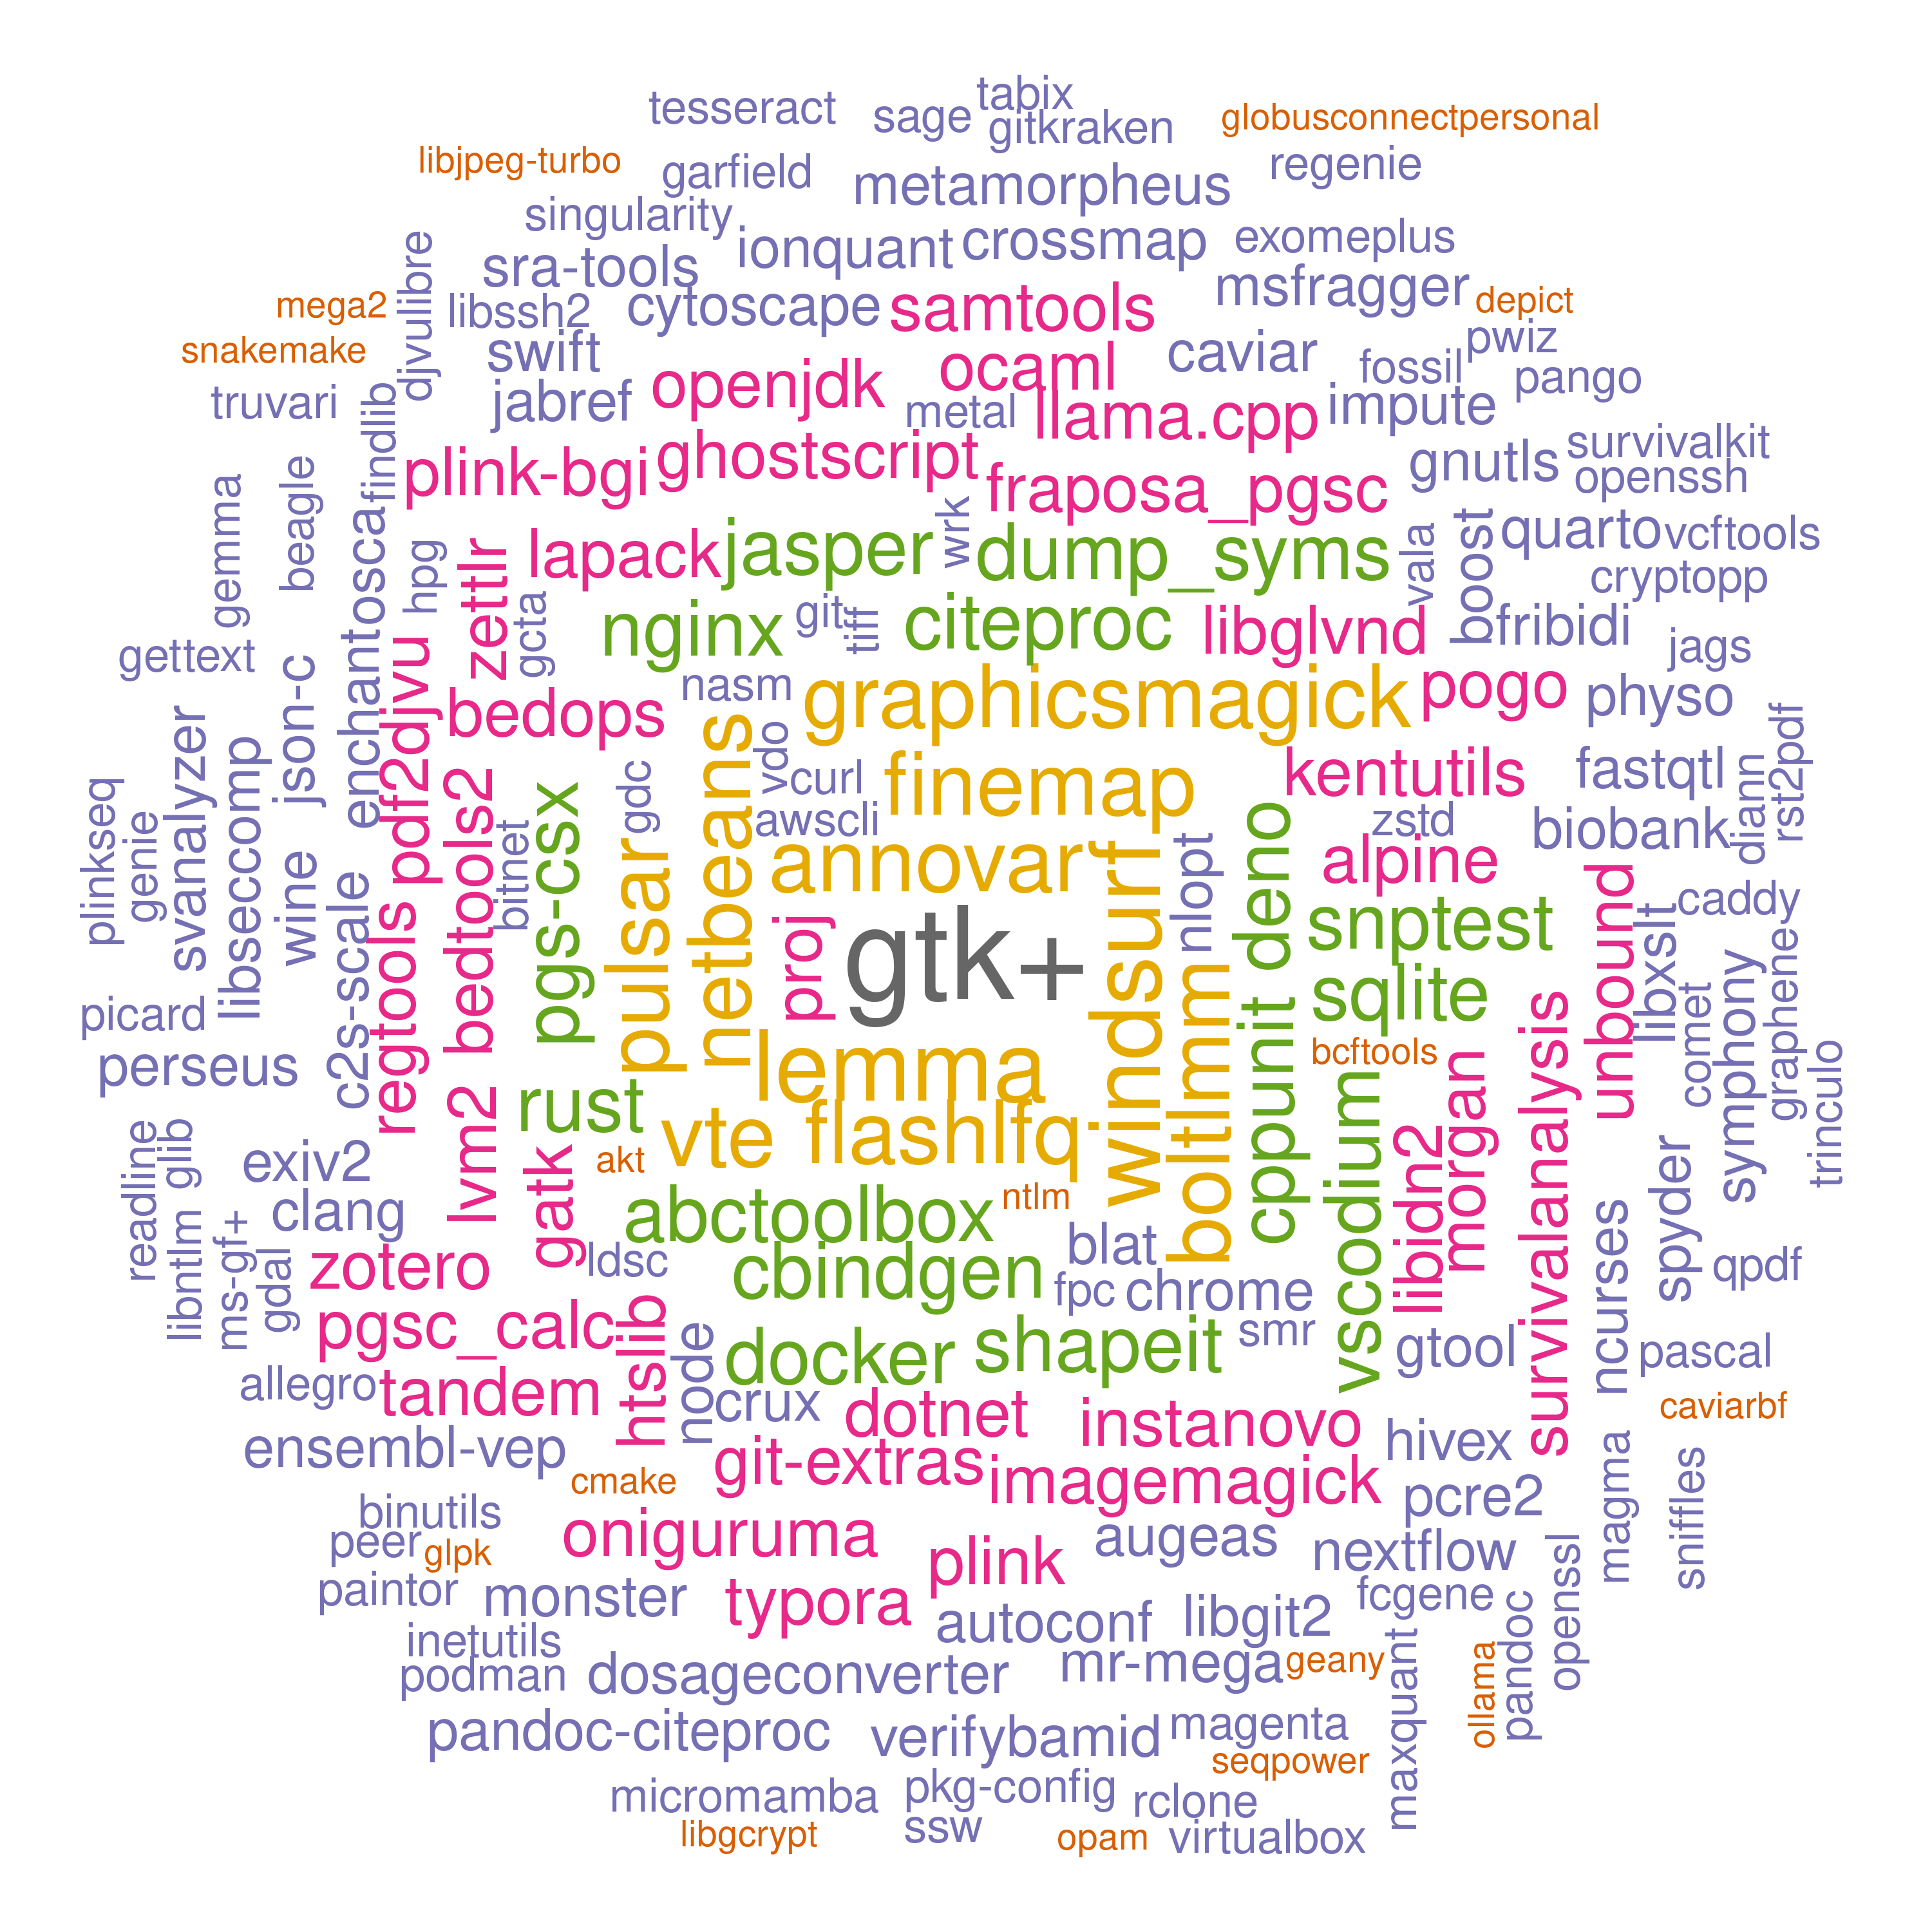 tabix
tesseract
sage
globusconnectpersonal
gitkraken
libjpeg-turbo
garfield
regenie
metamorpheus
singularity
ionquant
crossmap
exomeplus
sra-tools
msfragger
djvulibre
mega2
libssh2
cytoscape
samtools
depict
snakemake
swift
ocaml
caviar
fossil
pwiz
truvari
findlib
jabref
openjdk
metal
llama.cpp
impute
pango
plink-bgi
ghostscript
fraposa_pgsc
gnutls
survivalkit
openssh
gemma
beagle
oscar
hpg
zettlr
lapack
jasper
wrk
dump_syms
vala
boost
quarto
vcftools
cryptopp
gettext
json-c
enchant
pdf2djvu
gcta
nginx
git
tiff
citeproc
libglvnd
fribidi
jags
bedops
nasm
graphicsmagick
pogo
physo
svanalyzer
libseccomp
bedtools2
pgs-csx
gdc
netbeans
vdo
curl
finemap
kentutils
fastqtl
diann
rst2pdf
plinkseq
genie
wine
c2s-scale
regtools
bitnet
pulsar
awscli
annovar
windsurf
nlopt
deno
zstd
alpine
biobank
unbound
libxslt
caddy
picard
proj
gtk+
snptest
sqlite
perseus
lemma
boltlmm
cppunit
bcftools
morgan
survivalanalysis
comet
symphony
graphene
trinculo
readline
glib
exiv2
lvm2
rust
gatk
akt
vte
flashlfq
vscodium
libidn2
spyder
libntlm
ms-gf+
gdal
clang
zotero
ldsc
abctoolbox
ntlm
cbindgen
blat
fpc
chrome
ncurses
qpdf
pgsc_calc
htslib
node
docker
shapeit
smr
gtool
pascal
allegro
tandem
crux
dotnet
instanovo
hivex
caviarbf
ensembl-vep
cmake
git-extras
imagemagick
pcre2
magma
sniffles
binutils
peer
glpk
oniguruma
plink
augeas
nextflow
openssl
paintor
monster
typora
autoconf
libgit2
fcgene
pandoc
inetutils
podman
dosageconverter
mr-mega
geany
maxquant
ollama
pandoc-citeproc
verifybamid
magenta
seqpower
micromamba
pkg-config
rclone
libgcrypt
ssw
opam
virtualbox